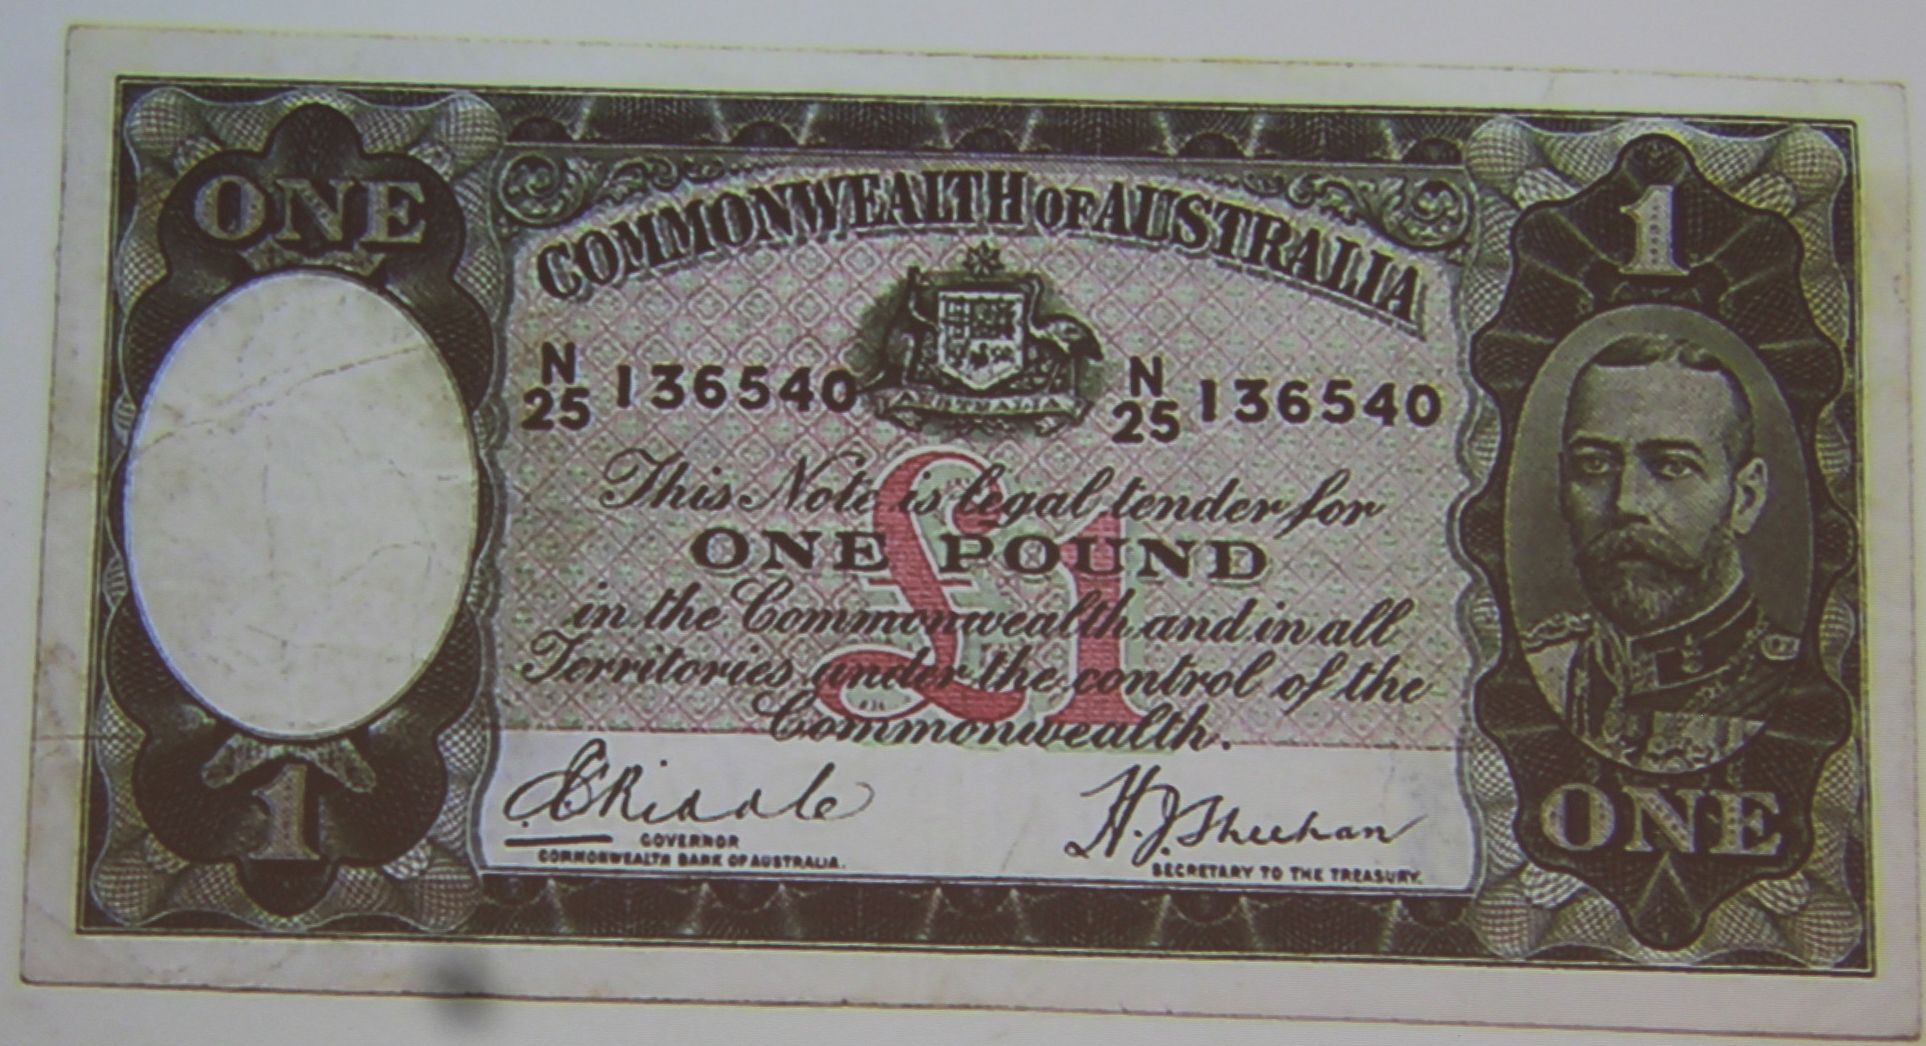 ONE
1
COMMONWEALTH OF AUSTRALIA
AUSTRALIA
N
25 136540
N
25 136540
£1
This Note is legal tender for
ONE POUND
in the Commonwealth and in all
Territories under the control of the
Commonwealth.
E C Riddle
H. J. Sheehan
GOVERNOR
COMMONWEALTH BANK OF AUSTRALIA.
SECRETARY TO THE TREASURY.
1
ONE